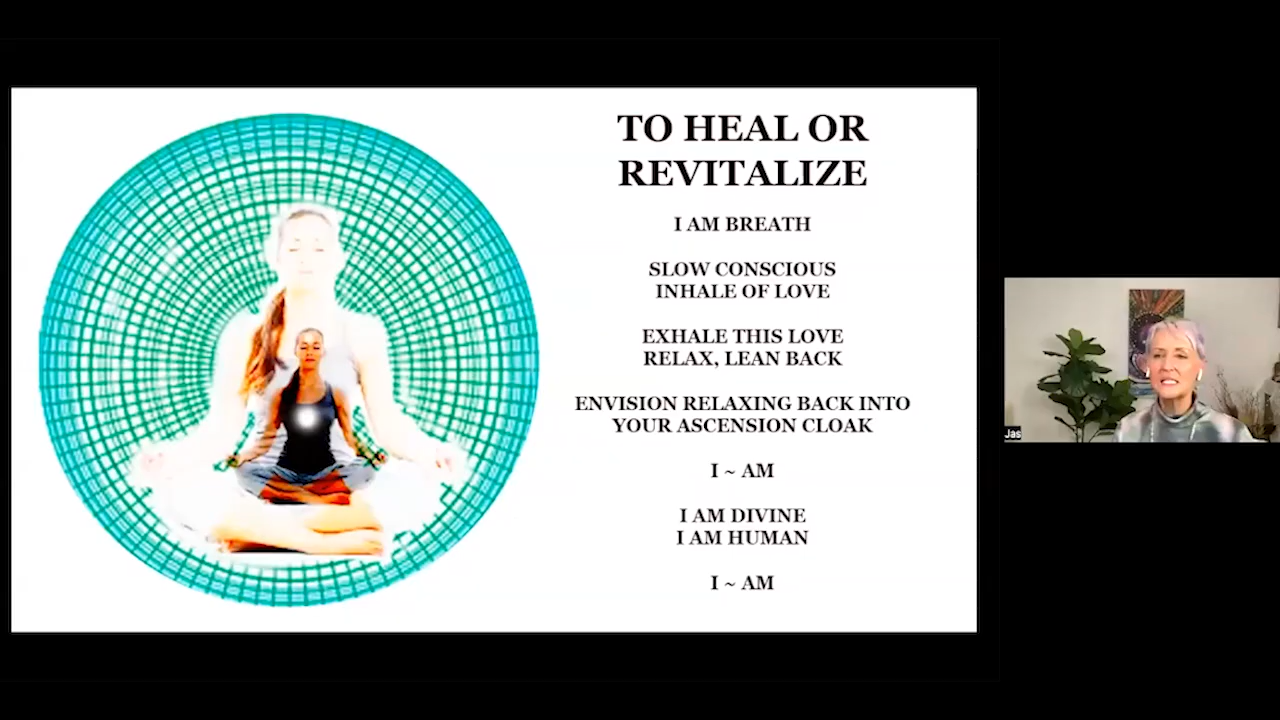 TO HEAL OR
REVITALIZE
I AM BREATH
SLOW CONSCIOUS
INHALE OF LOVE
EXHALE THIS LOVE
RELAX, LEAN BACK
ENVISION RELAXING BACK INTO
YOUR ASCENSION CLOAK
I ~ AM
I AM DIVINE
I AM HUMAN
I ~ AM
Jas